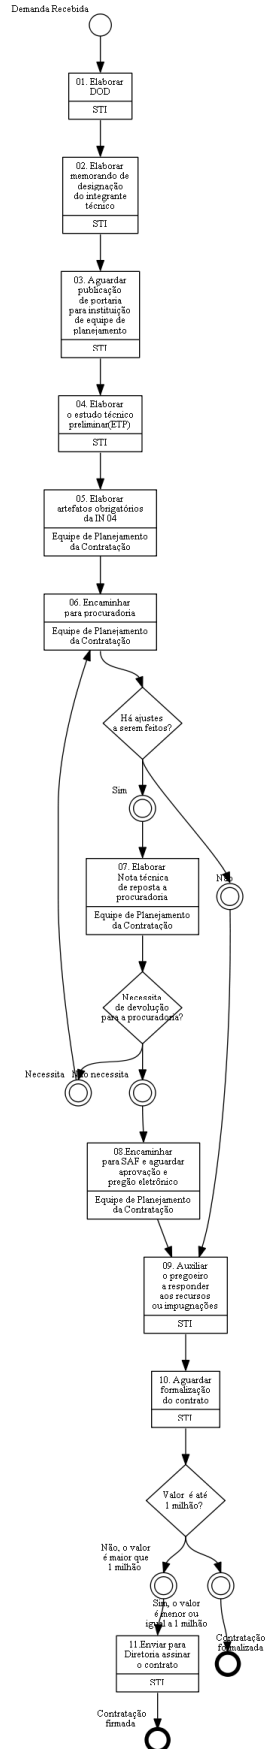 Demanda Recebida
01. Elaborar
DOD
STI
02. Elaborar
memorando de
designação
do integrante
técnico
STI
03. Aguardar
publicação
de portaria
para instituição
de equipe de
planejamento
STI
04. Elaborar
o estudo técnico
preliminar(ETP)
STI
05. Elaborar
artefatos obrigatórios
da IN 04
Equipe de Planejamento
da Contratação
06. Encaminhar
para procuradoria
Equipe de Planejamento
da Contratação
Há ajustes
a serem feitos?
Sim
Não
07. Elaborar
Nota técnica
de reposta a
procuradoria
Equipe de Planejamento
da Contratação
Necessita
de devolução
para a procuradoria?
Necessita
Não necessita
08.Encaminhar
para SAF e aguardar
aprovação e
pregão eletrônico
Equipe de Planejamento
da Contratação
09. Auxiliar
o pregoeiro
a responder
aos recursos
ou impugnações
STI
10. Aguardar
formalização
do contrato
STI
Valor é até
1 milhão?
Não, o valor
é maior que
1 milhão
Sim, o valor
é menor ou
igual a 1 milhão
11.Enviar para
Diretoria assinar
o contrato
STI
Contratação
formalizada
Contratação
firmada